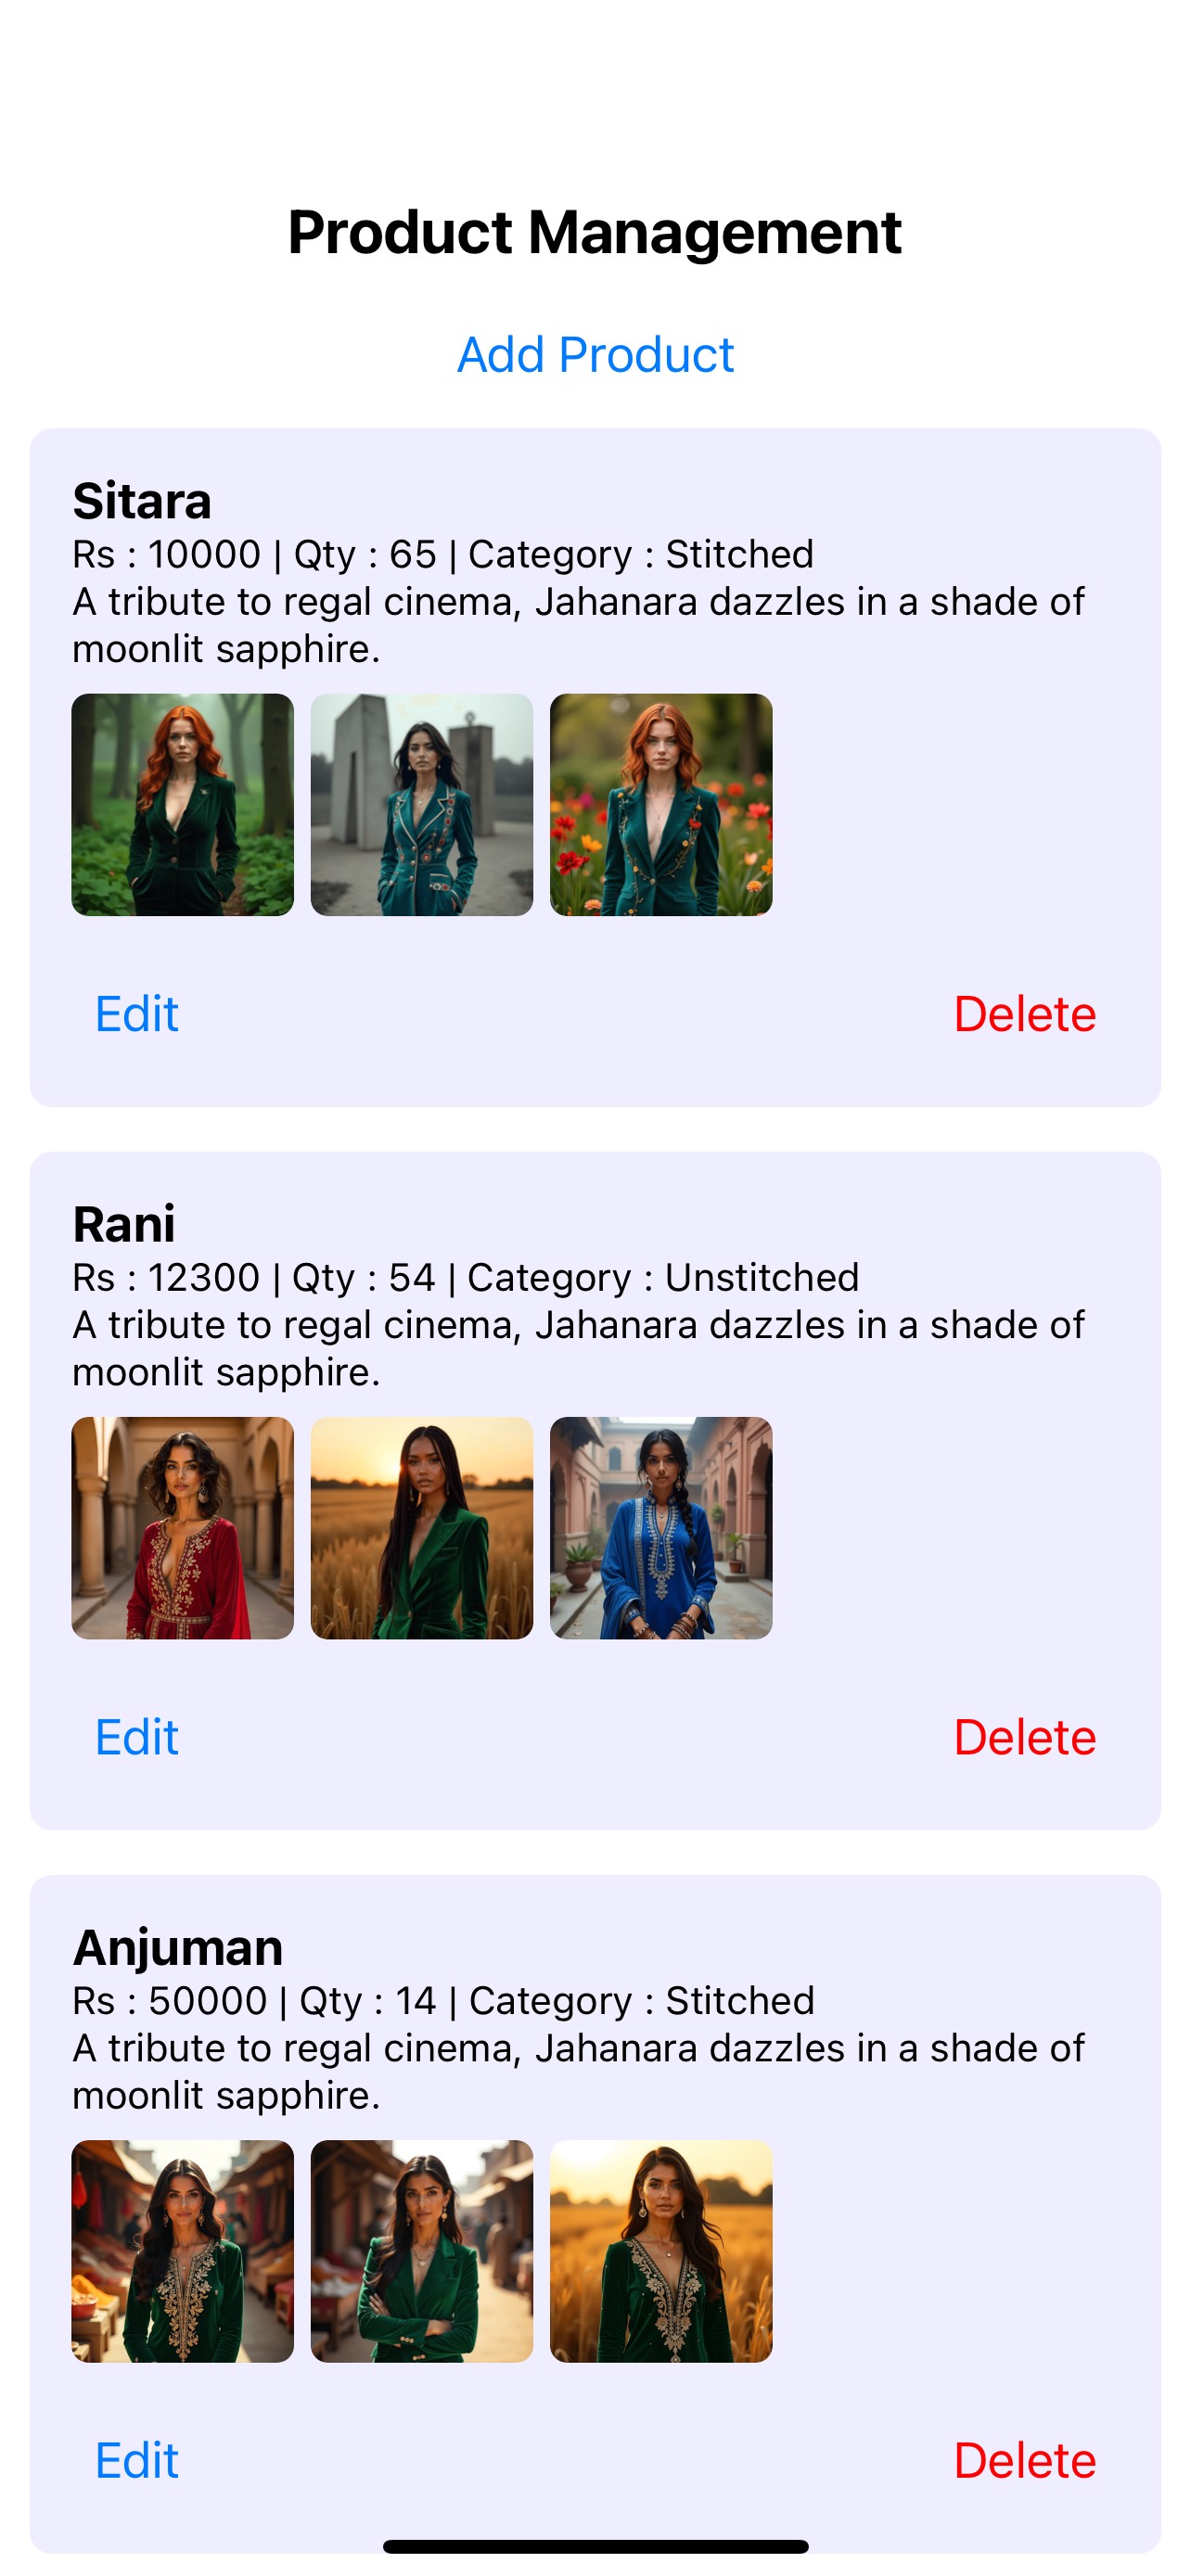 Product Management
Add Product
Sitara
Rs : 10000 | Qty : 65 | Category : Stitched
A tribute to regal cinema, Jahanara dazzles in a shade of
moonlit sapphire.
Edit
Delete
Rani
Rs : 12300 | Qty : 54 | Category : Unstitched
A tribute to regal cinema, Jahanara dazzles in a shade of
moonlit sapphire.
Edit
Delete
Anjuman
Rs : 50000 | Qty : 14 | Category : Stitched
A tribute to regal cinema, Jahanara dazzles in a shade of
moonlit sapphire.
Edit
Delete